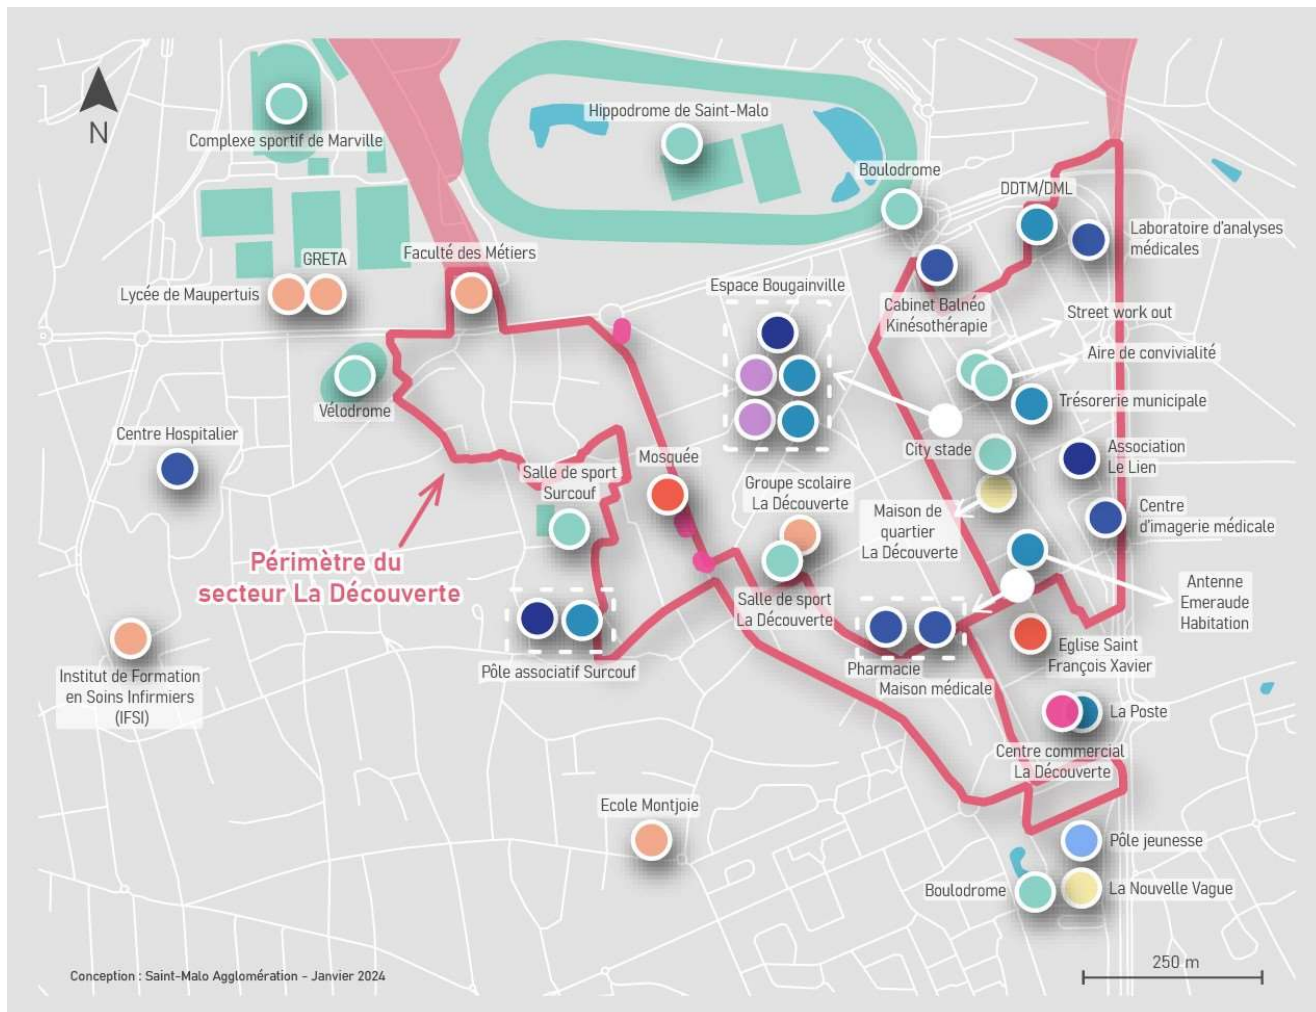 N
Complexe sportif de Marville
Hippodrome de Saint-Malo
Boulodrome
DDTM/DML
Laboratoire d'analyses
médicales
GRETA
Lycée de Maupertuis
Faculté des Métiers
Espace Bougainville
Cabinet Balnéo
Kinésothérapie
Street work out
Aire de convivialité
Vélodrome
Trésorerie municipale
Centre Hospitalier
City stade
Association
Le Lien
Salle de sport
Surcouf
Mosquée
Groupe scolaire
La Découverte
Maison de
quartier
La Découverte
Centre
d'imagerie médicale
Périmètre du
secteur La Découverte
Salle de sport
La Découverte
Antenne
Emeraude
Habitation
Institut de Formation
en Soins Infirmiers
(IFSI)
Pôle associatif Surcouf
Pharmacie
Maison médicale
Eglise Saint
François Xavier
La Poste
Centre commercial
La Découverte
Ecole Montjoie
Pôle jeunesse
Boulodrome
La Nouvelle Vague
Conception : Saint-Malo Agglomération - Janvier 2024
250 m